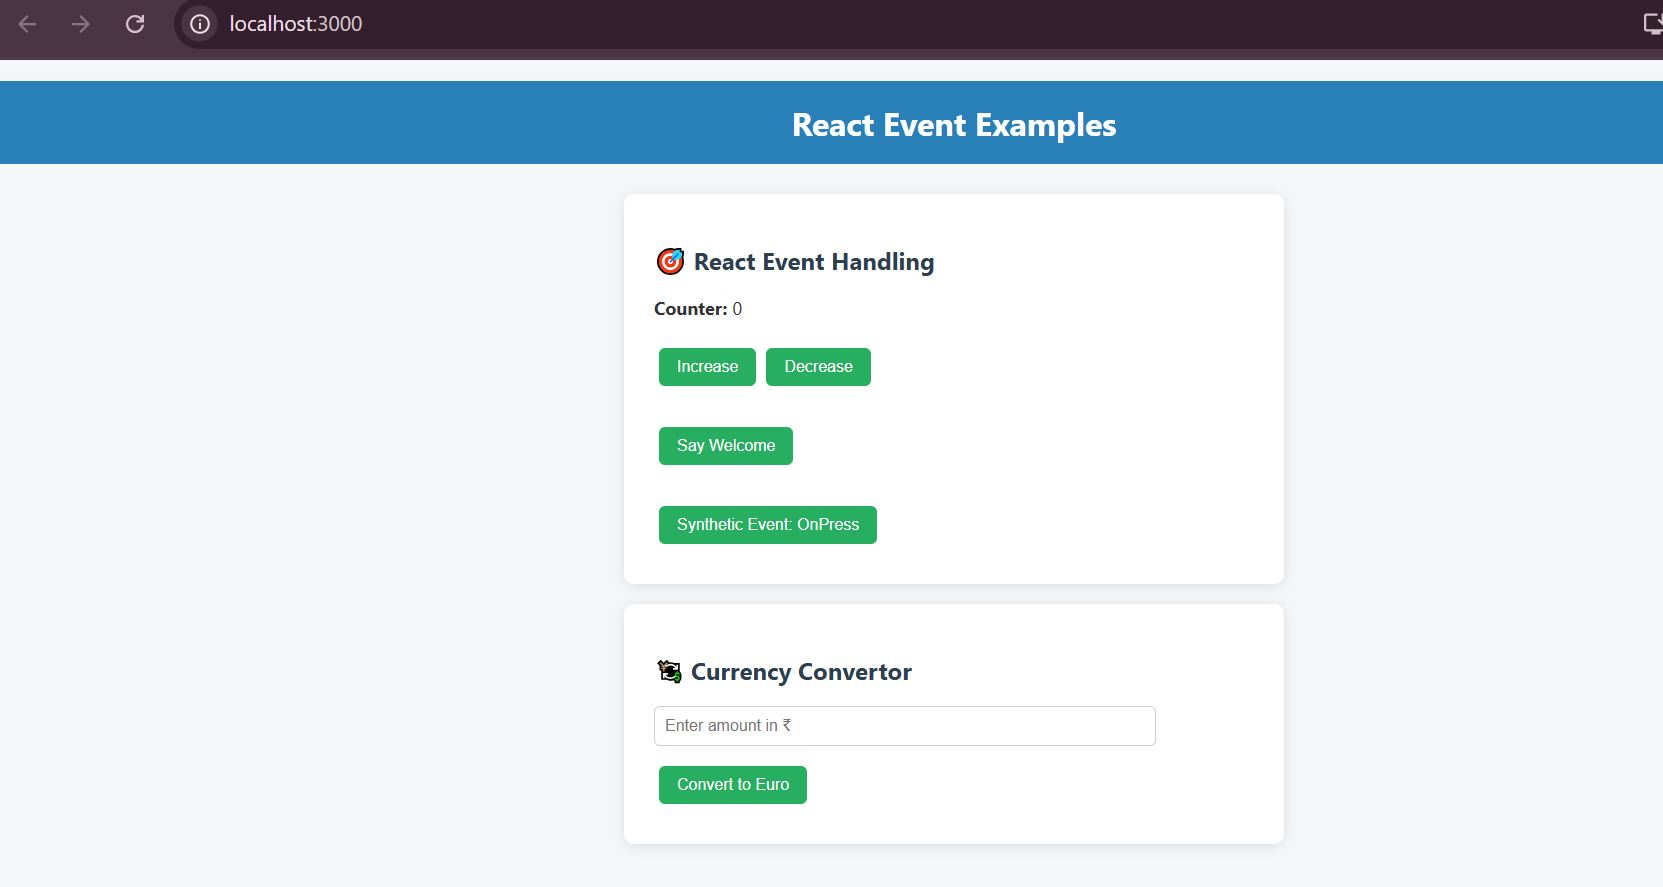 localhost:3000
React Event Examples
🎯 React Event Handling
Counter: 0
Increase Decrease
Say Welcome
Synthetic Event: OnPress
💱 Currency Convertor
Enter amount in ₹
Convert to Euro